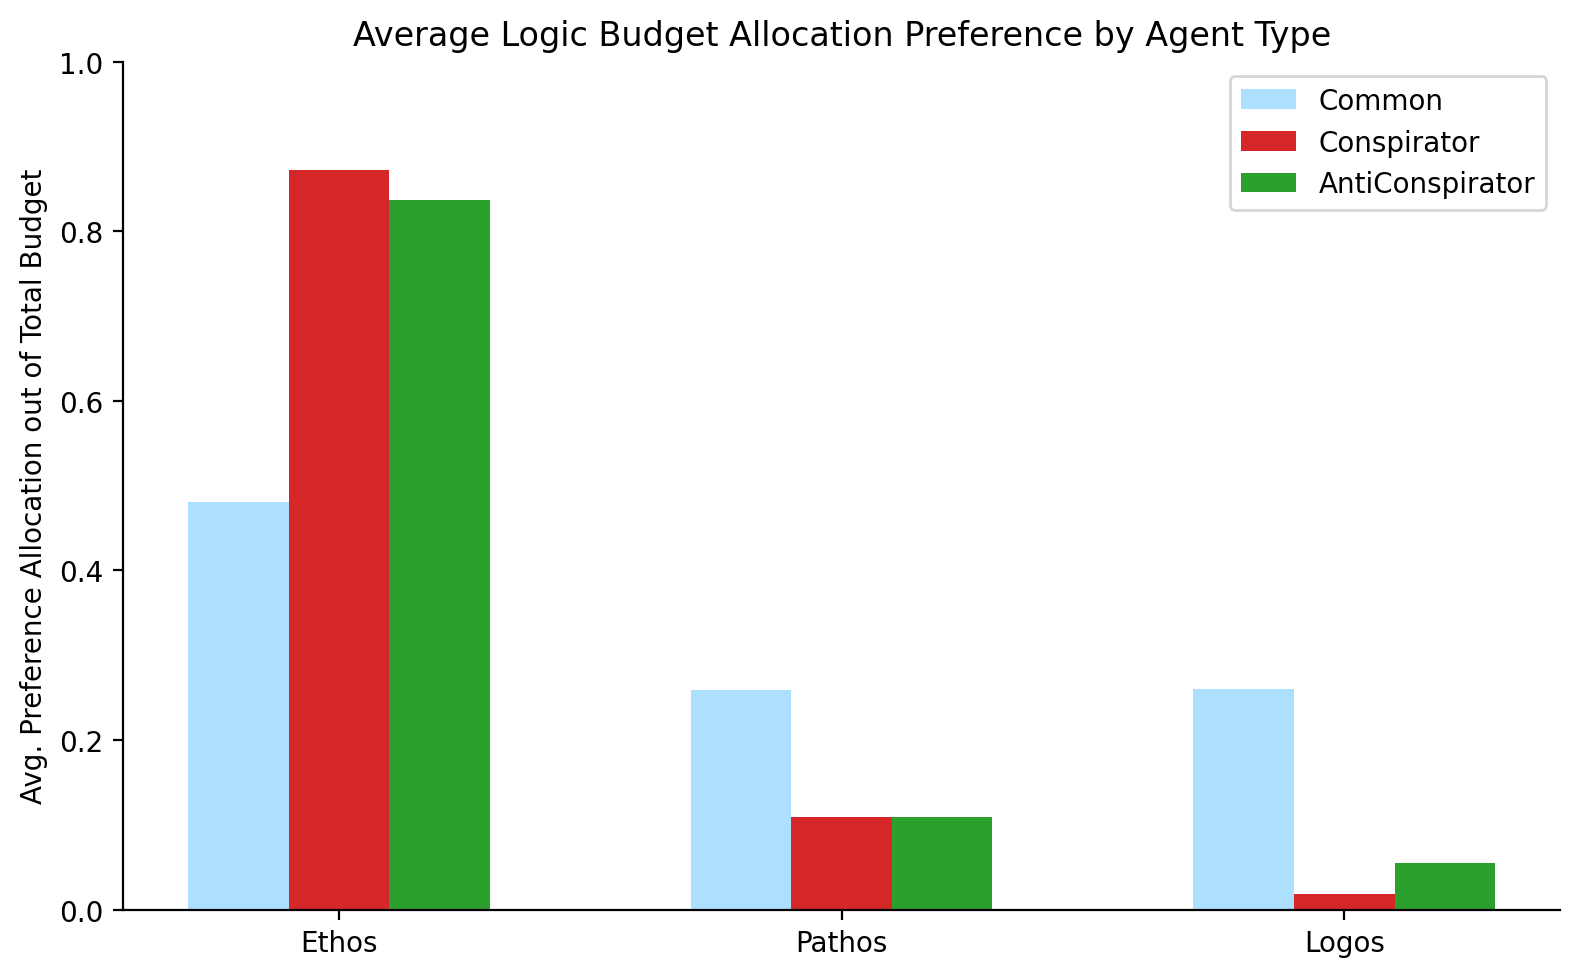 Average Logic Budget Allocation Preference by Agent Type
Avg. Preference Allocation out of Total Budget
1.0
0.8
0.6
0.4
0.2
0.0
Common
Conspirator
AntiConspirator
Ethos
Pathos
Logos